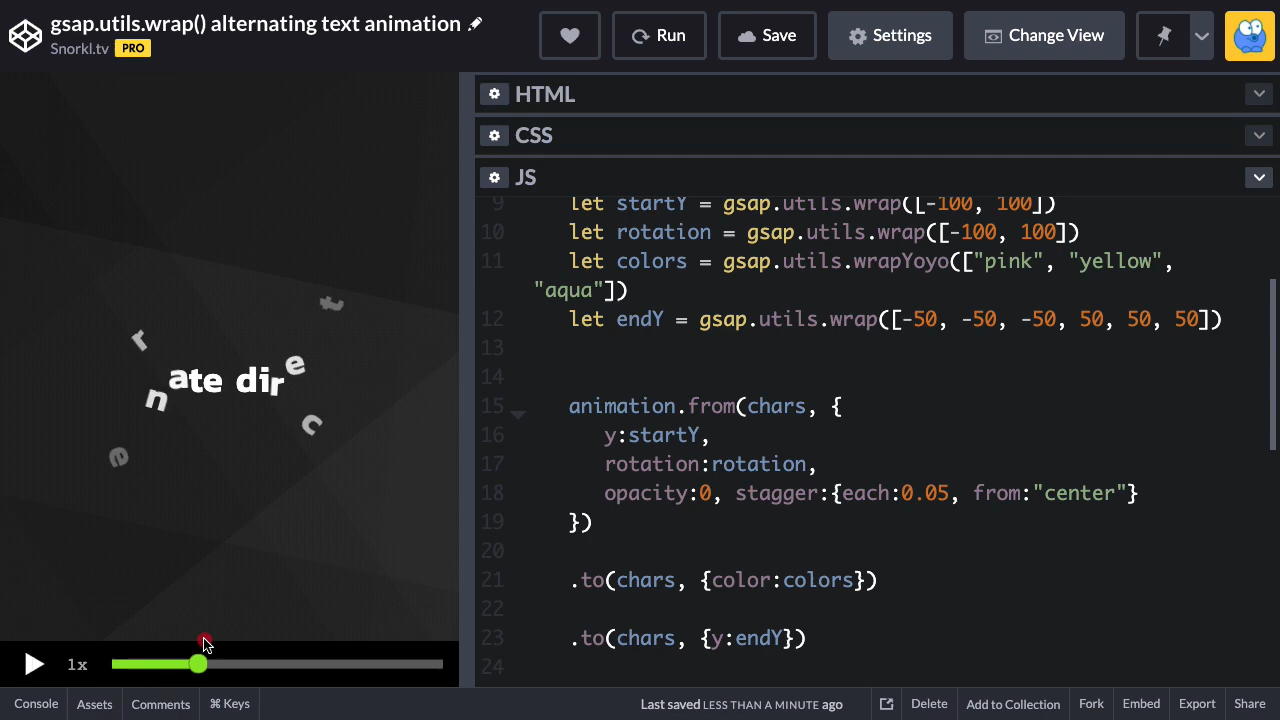 gsap.utils.wrap() alternating text animation
Snorkl.tv PRO
Run
Save
Settings
Change View
HTML
CSS
JS
9 let startY = gsap.utils.wrap([-100, 100])
10 let rotation = gsap.utils.wrap([-100, 100])
11 let colors = gsap.utils.wrapYoyo(["pink", "yellow",
"aqua"])
12 let endY = gsap.utils.wrap([-50, -50, -50, 50, 50, 50])
13
14
15 animation.from(chars, {
16 y:startY,
17 rotation:rotation,
18 opacity:0, stagger:{each:0.05, from:"center"}
19 })
20
21 .to(chars, {color:colors})
22
23 .to(chars, {y:endY})
24
ernate direct
1x
Console Assets Comments ⌘ Keys Last saved LESS THAN A MINUTE ago Delete Add to Collection Fork Embed Export Share